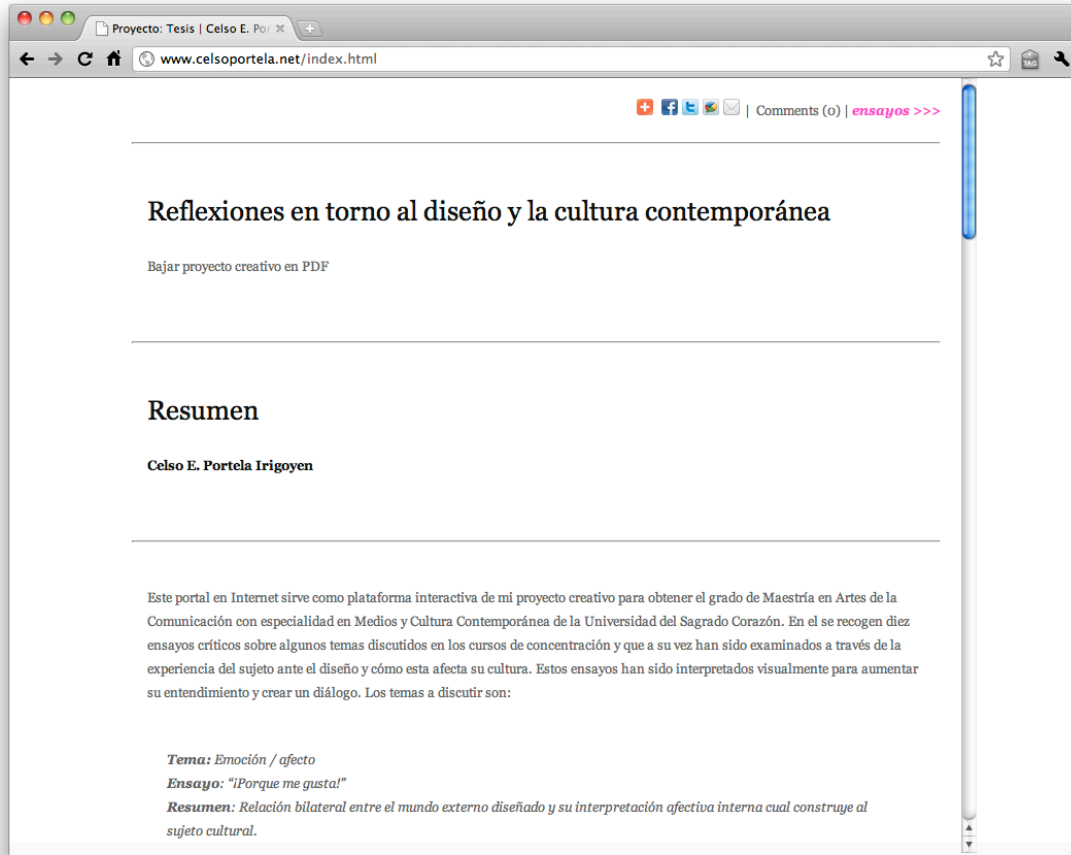 Proyecto: Tesis | Celso E. Por
www.celsoportela.net/index.html
TAG
| Comments (0) | ensayos >>>
Reflexiones en torno al diseño y la cultura contemporánea
Bajar proyecto creativo en PDF
Resumen
Celso E. Portela Irigoyen
Este portal en Internet sirve como plataforma interactiva de mi proyecto creativo para obtener el grado de Maestría en Artes de la
Comunicación con especialidad en Medios y Cultura Contemporánea de la Universidad del Sagrado Corazón. En el se recogen diez
ensayos críticos sobre algunos temas discutidos en los cursos de concentración y que a su vez han sido examinados a través de la
experiencia del sujeto ante el diseño y cómo esta afecta su cultura. Estos ensayos han sido interpretados visualmente para aumentar
su entendimiento y crear un diálogo. Los temas a discutir son:
Tema: Emoción / afecto
Ensayo: “¡Porque me gusta!”
Resumen: Relación bilateral entre el mundo externo diseñado y su interpretación afectiva interna cual construye al
sujeto cultural.